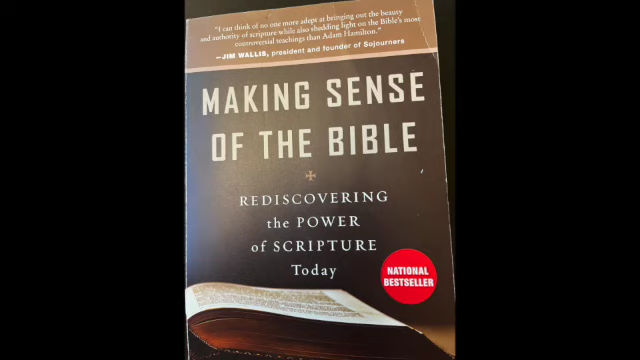 "I can think of no one more adept at bringing out the beauty
and authority of scripture while also shedding light on the Bible's most
controversial teachings than Adam Hamilton."
—JIM WALLIS, president and founder of Sojourners
MAKING SENSE
OF THE BIBLE
REDISCOVERING
the POWER
of SCRIPTURE
Today
NATIONAL
BESTSELLER